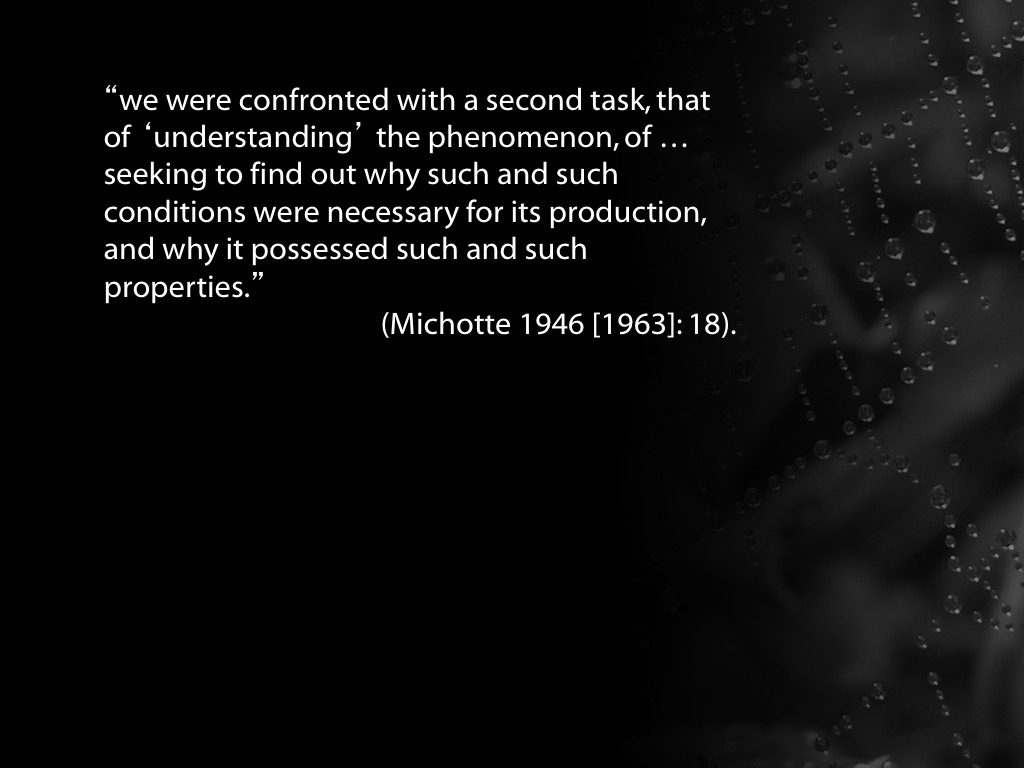 “we were confronted with a second task, that
of ‘understanding’ the phenomenon, of …
seeking to find out why such and such
conditions were necessary for its production,
and why it possessed such and such
properties.”
(Michotte 1946 [1963]: 18).